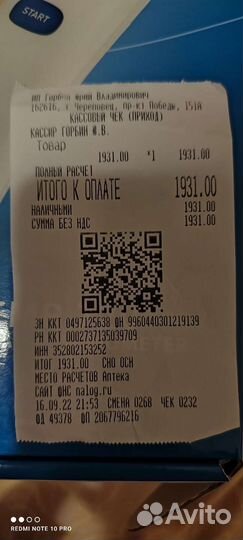 START
ИП Горбин Юрий Владимирович
162616, г Череповец, пр-кт Победы, 151А
КАССОВЫЙ ЧЕК (ПРИХОД)
КАССИР ГОРБИН Ю.В.
Товар
1931.00 *1 1931.00
ПОЛНЫЙ РАСЧЕТ
ИТОГО К ОПЛАТЕ 1931.00
НАЛИЧНЫМИ 1931.00
СУММА БЕЗ НДС 1931.00
ЗН ККТ 0497125638 ФН 9960440301219139
РН ККТ 0002737135039709
ИНН 352802153252
ИТОГ 1931.00 СНО ОСН
МЕСТО РАСЧЕТОВ Аптека
САЙТ ФНС nalog.ru
16.09.22 21:53 СМЕНА 0268 ЧЕК 0232
ФД 49378 ФП 2067796216
REDMI NOTE 10 PRO
Avito